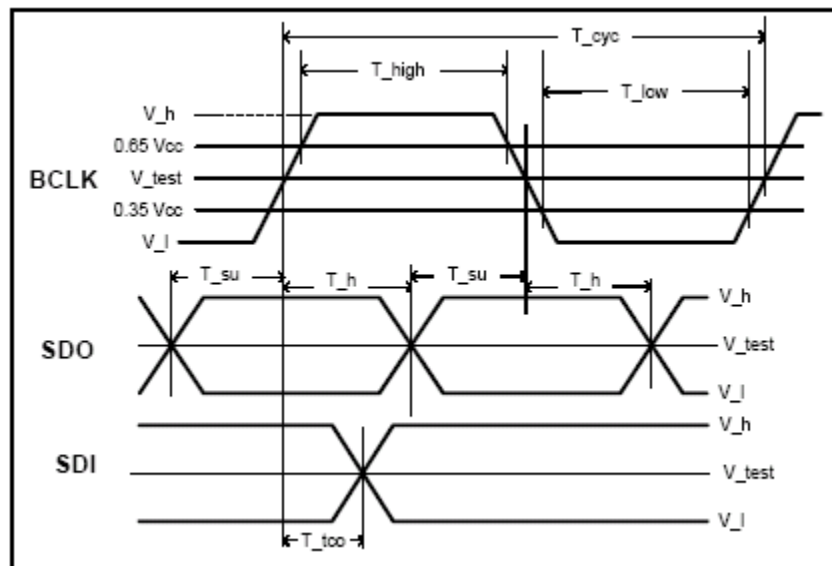 T_cyc
T_high
T_low
V_h
0.65 Vcc
BCLK
V_test
0.35 Vcc
V_l
T_su
T_h
T_su
T_h
V_h
SDO
V_test
V_l
V_h
SDI
V_test
V_l
T_tco